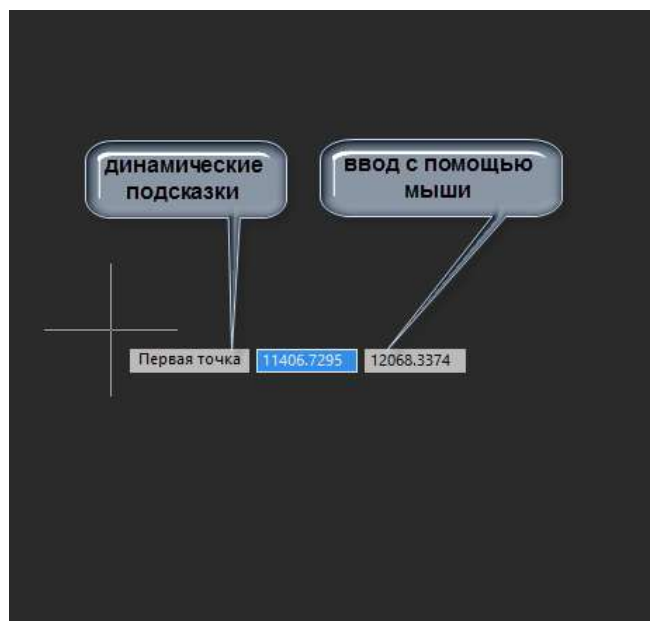 динамические
подсказки
ввод с помощью
мыши
Первая точка 11406.7295 12068.3374